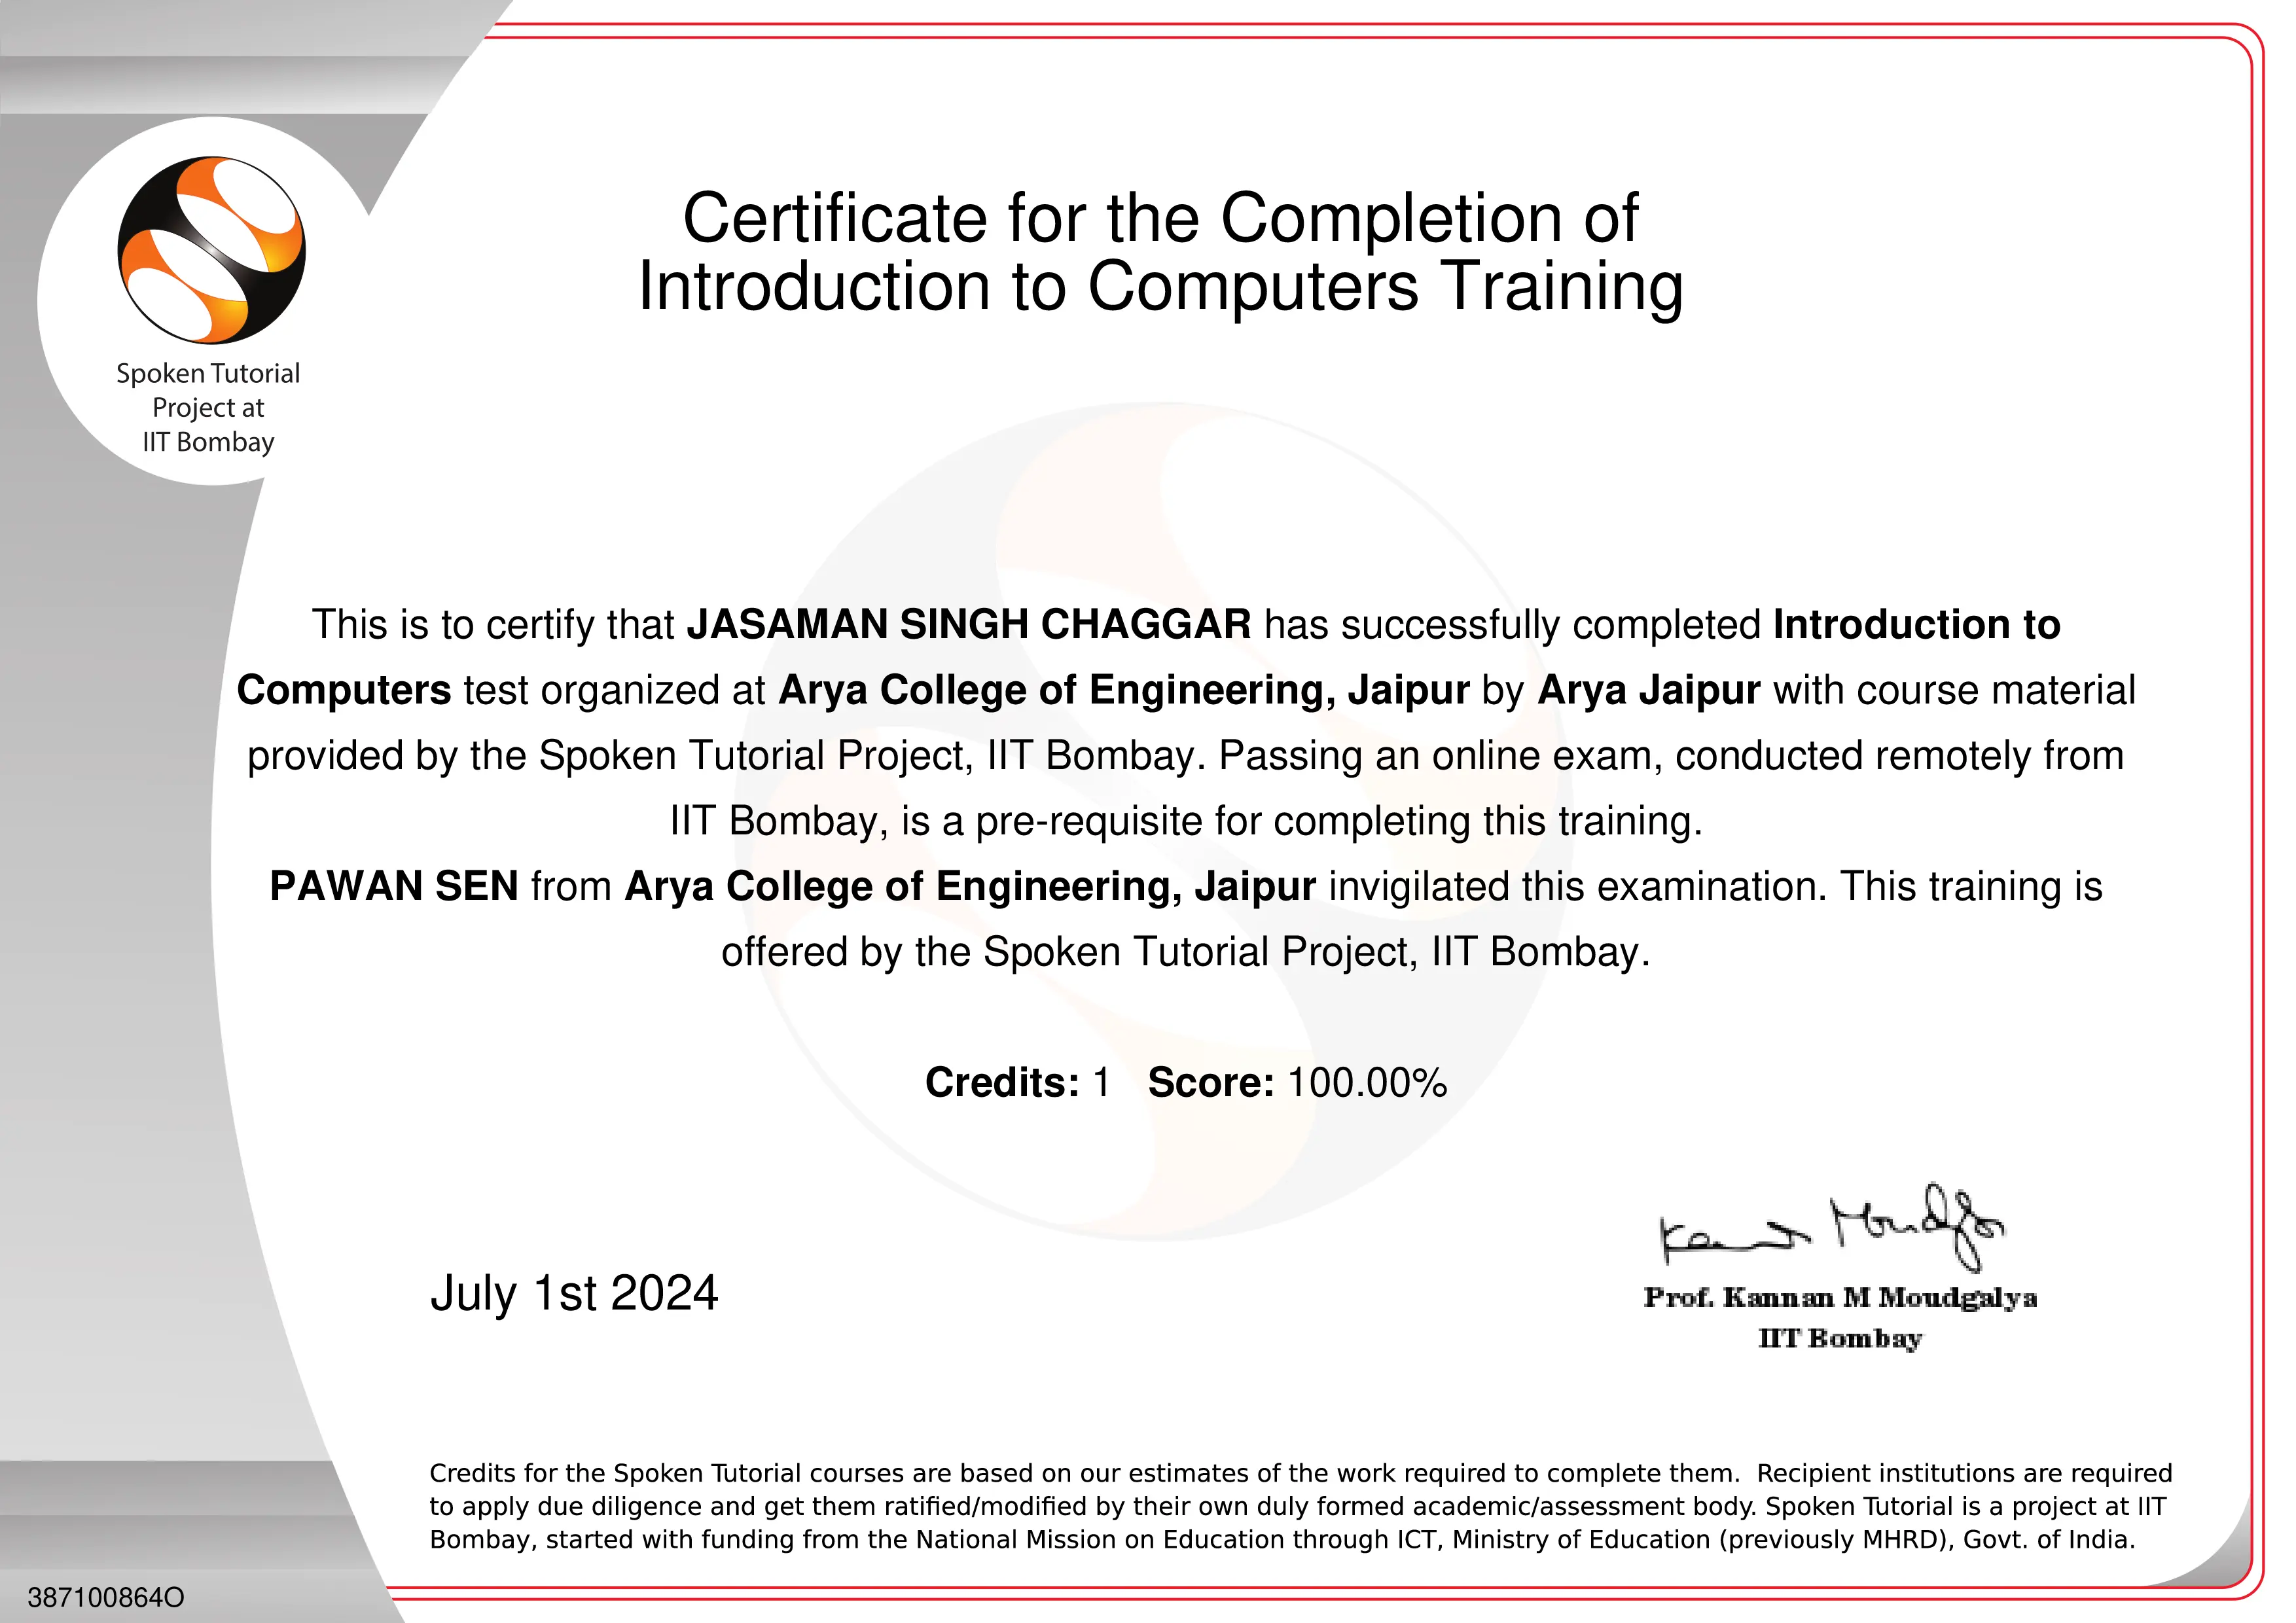 Spoken Tutorial
Project at
IIT Bombay
Certificate for the Completion of
Introduction to Computers Training
This is to certify that JASAMAN SINGH CHAGGAR has successfully completed Introduction to
Computers test organized at Arya College of Engineering, Jaipur by Arya Jaipur with course material
provided by the Spoken Tutorial Project, IIT Bombay. Passing an online exam, conducted remotely from
IIT Bombay, is a pre-requisite for completing this training.
PAWAN SEN from Arya College of Engineering, Jaipur invigilated this examination. This training is
offered by the Spoken Tutorial Project, IIT Bombay.
Credits: 1 Score: 100.00%
July 1st 2024
Prof. Kannan M Moudgalya
IIT Bombay
Credits for the Spoken Tutorial courses are based on our estimates of the work required to complete them. Recipient institutions are required
to apply due diligence and get them ratified/modified by their own duly formed academic/assessment body. Spoken Tutorial is a project at IIT
Bombay, started with funding from the National Mission on Education through ICT, Ministry of Education (previously MHRD), Govt. of India.
387100864O